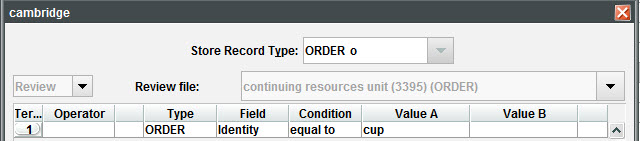 cambridge
Store Record Type: ORDER o
Review Review file: continuing resources unit (3395) (ORDER)
Ter... Operator Type Field Condition Value A Value B
1 ORDER Identity equal to cup